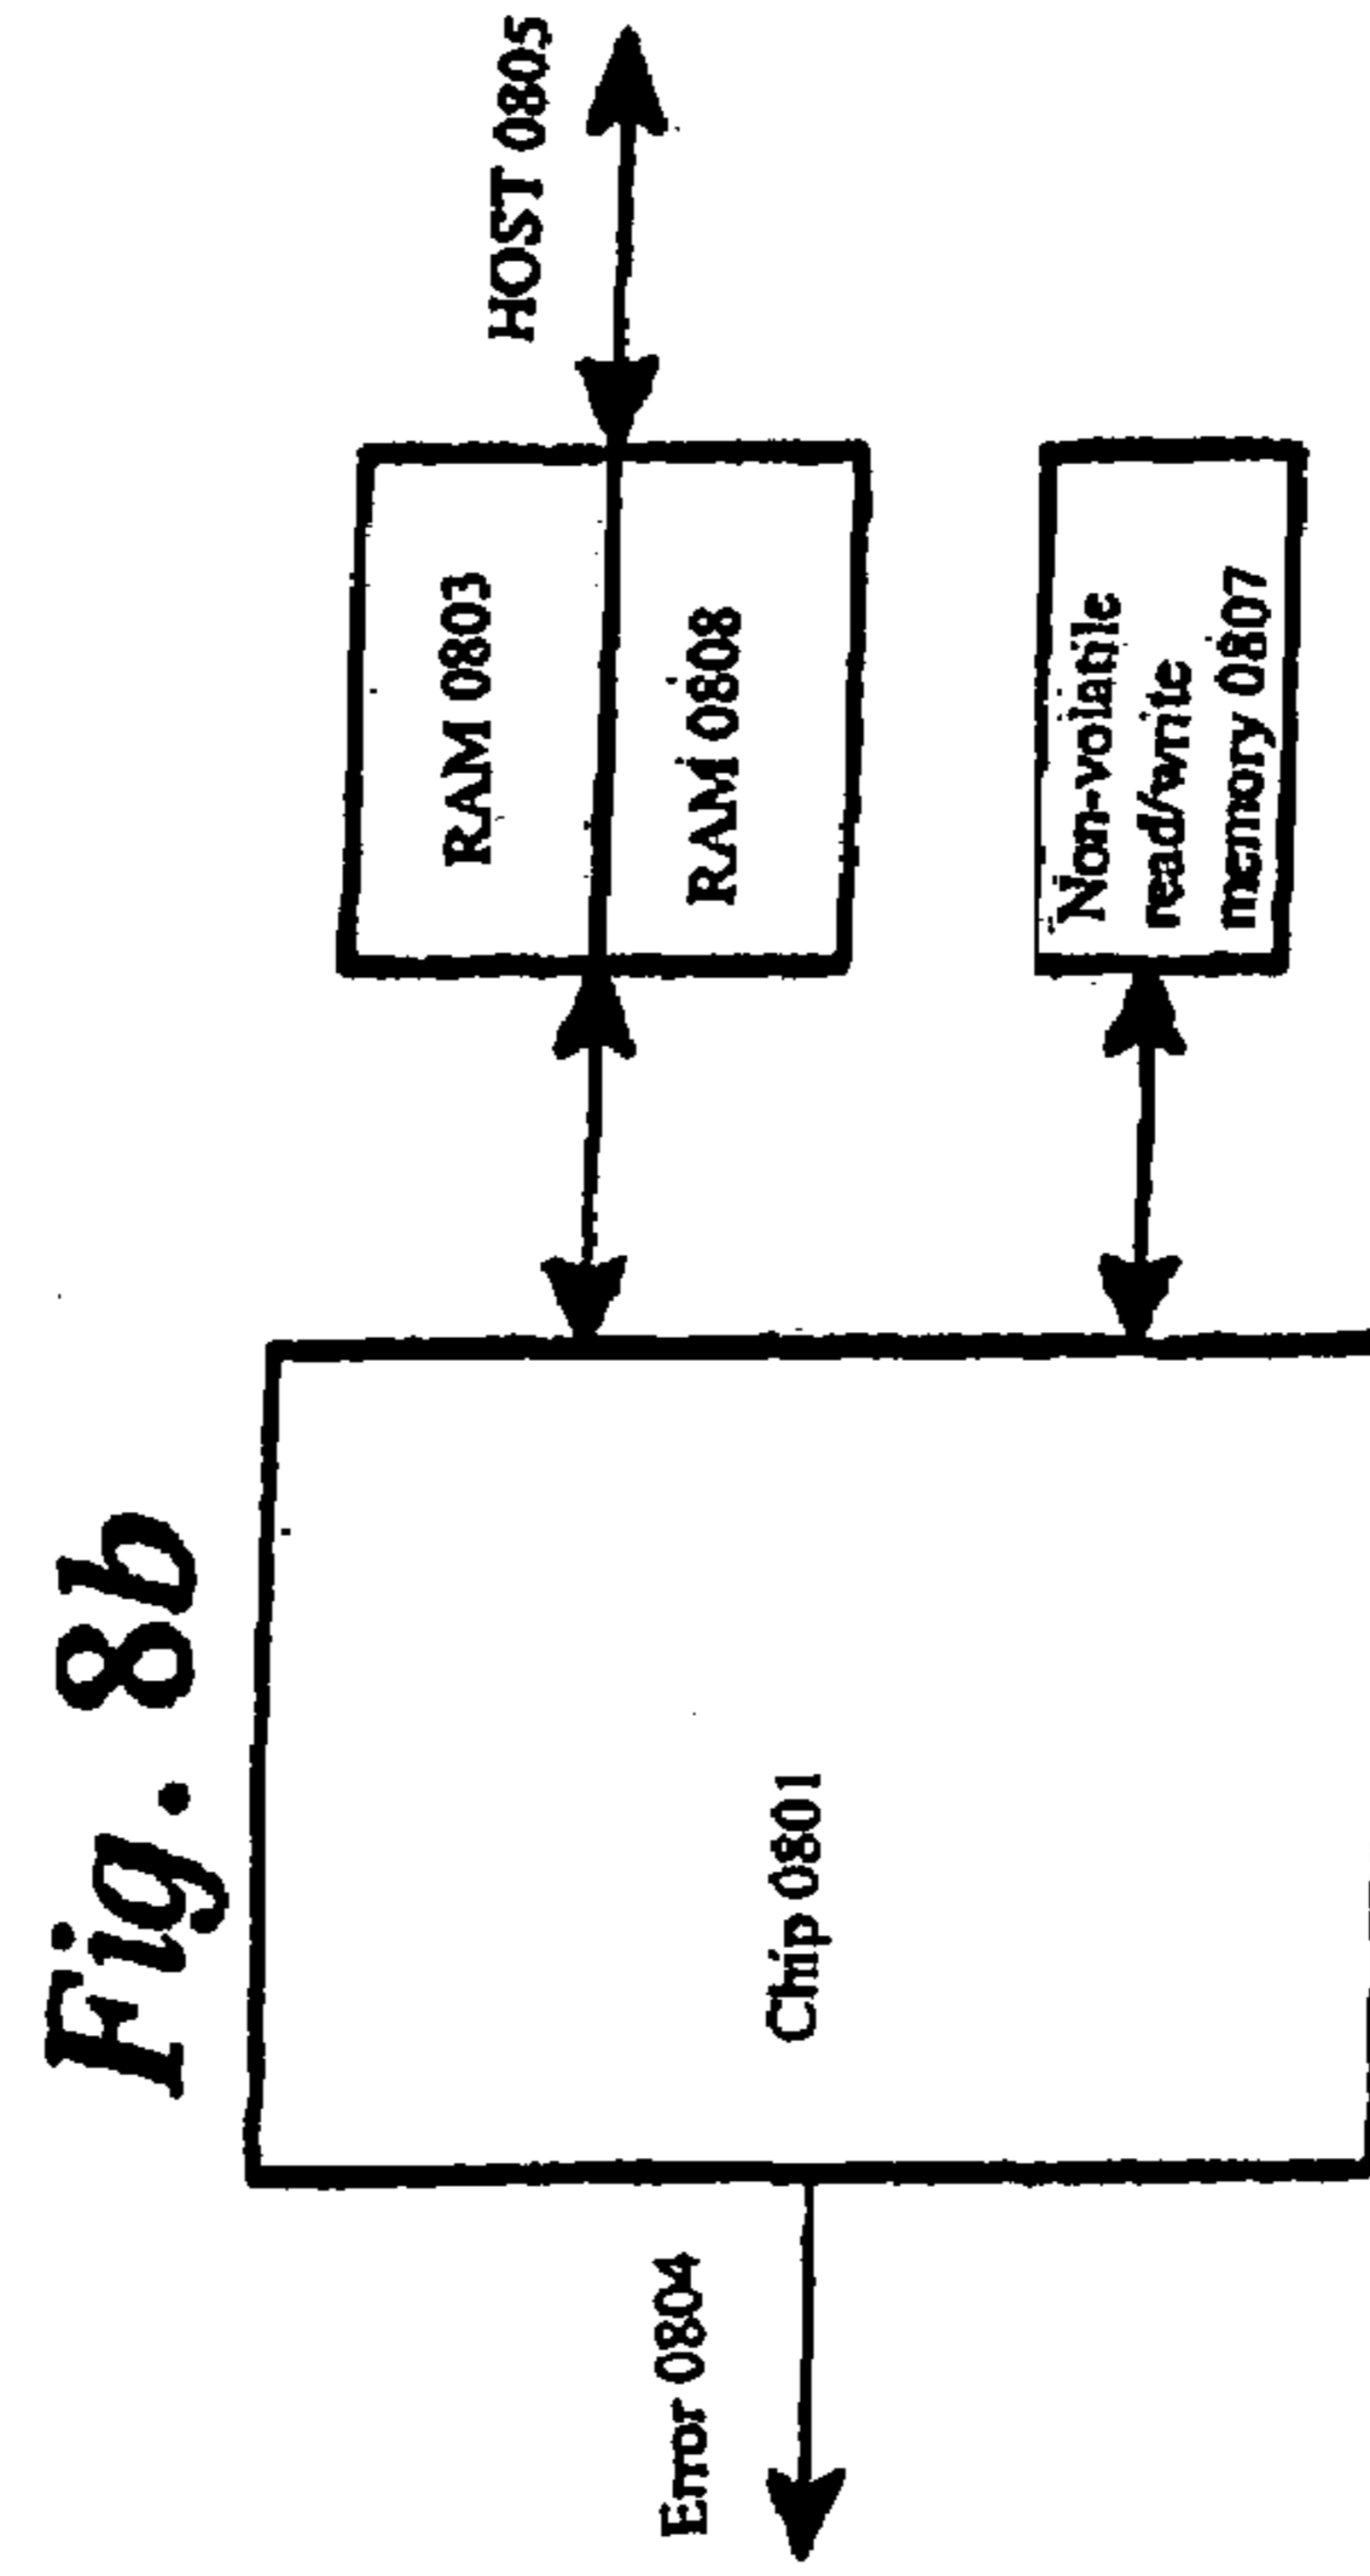 Fig. 8b
HOST 0805
RAM 0803
RAM 0808
Non-volatile
read/write
memory 0807
Chip 0801
Error 0804